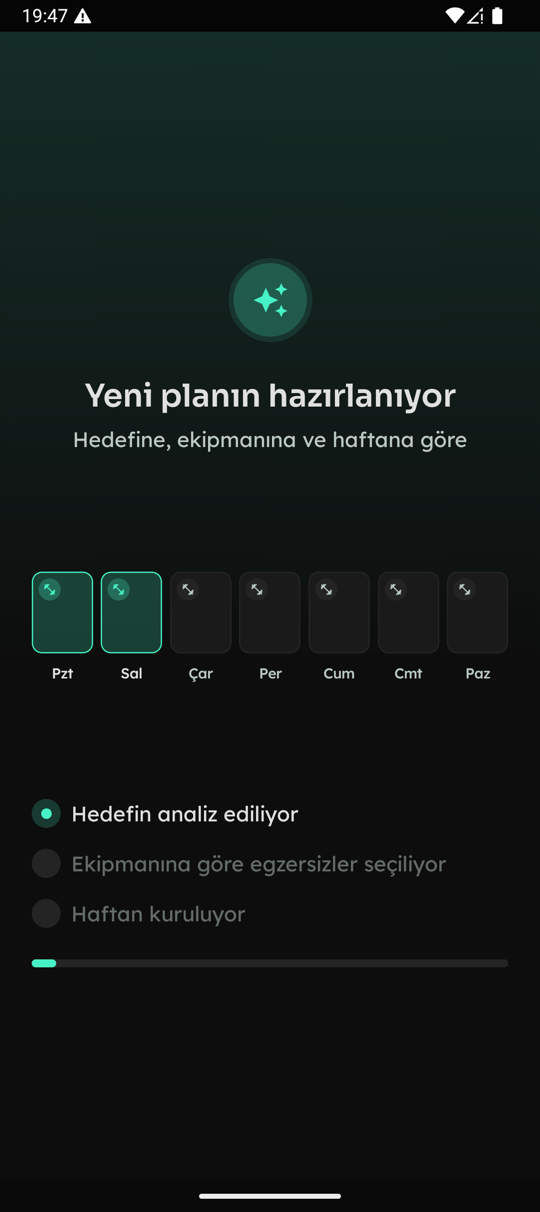 19:47
Yeni planın hazırlanıyor
Hedefine, ekipmanına ve haftana göre
Pzt Sal Çar Per Cum Cmt Paz
Hedefin analiz ediliyor
Ekipmanına göre egzersizler seçiliyor
Haftan kuruluyor